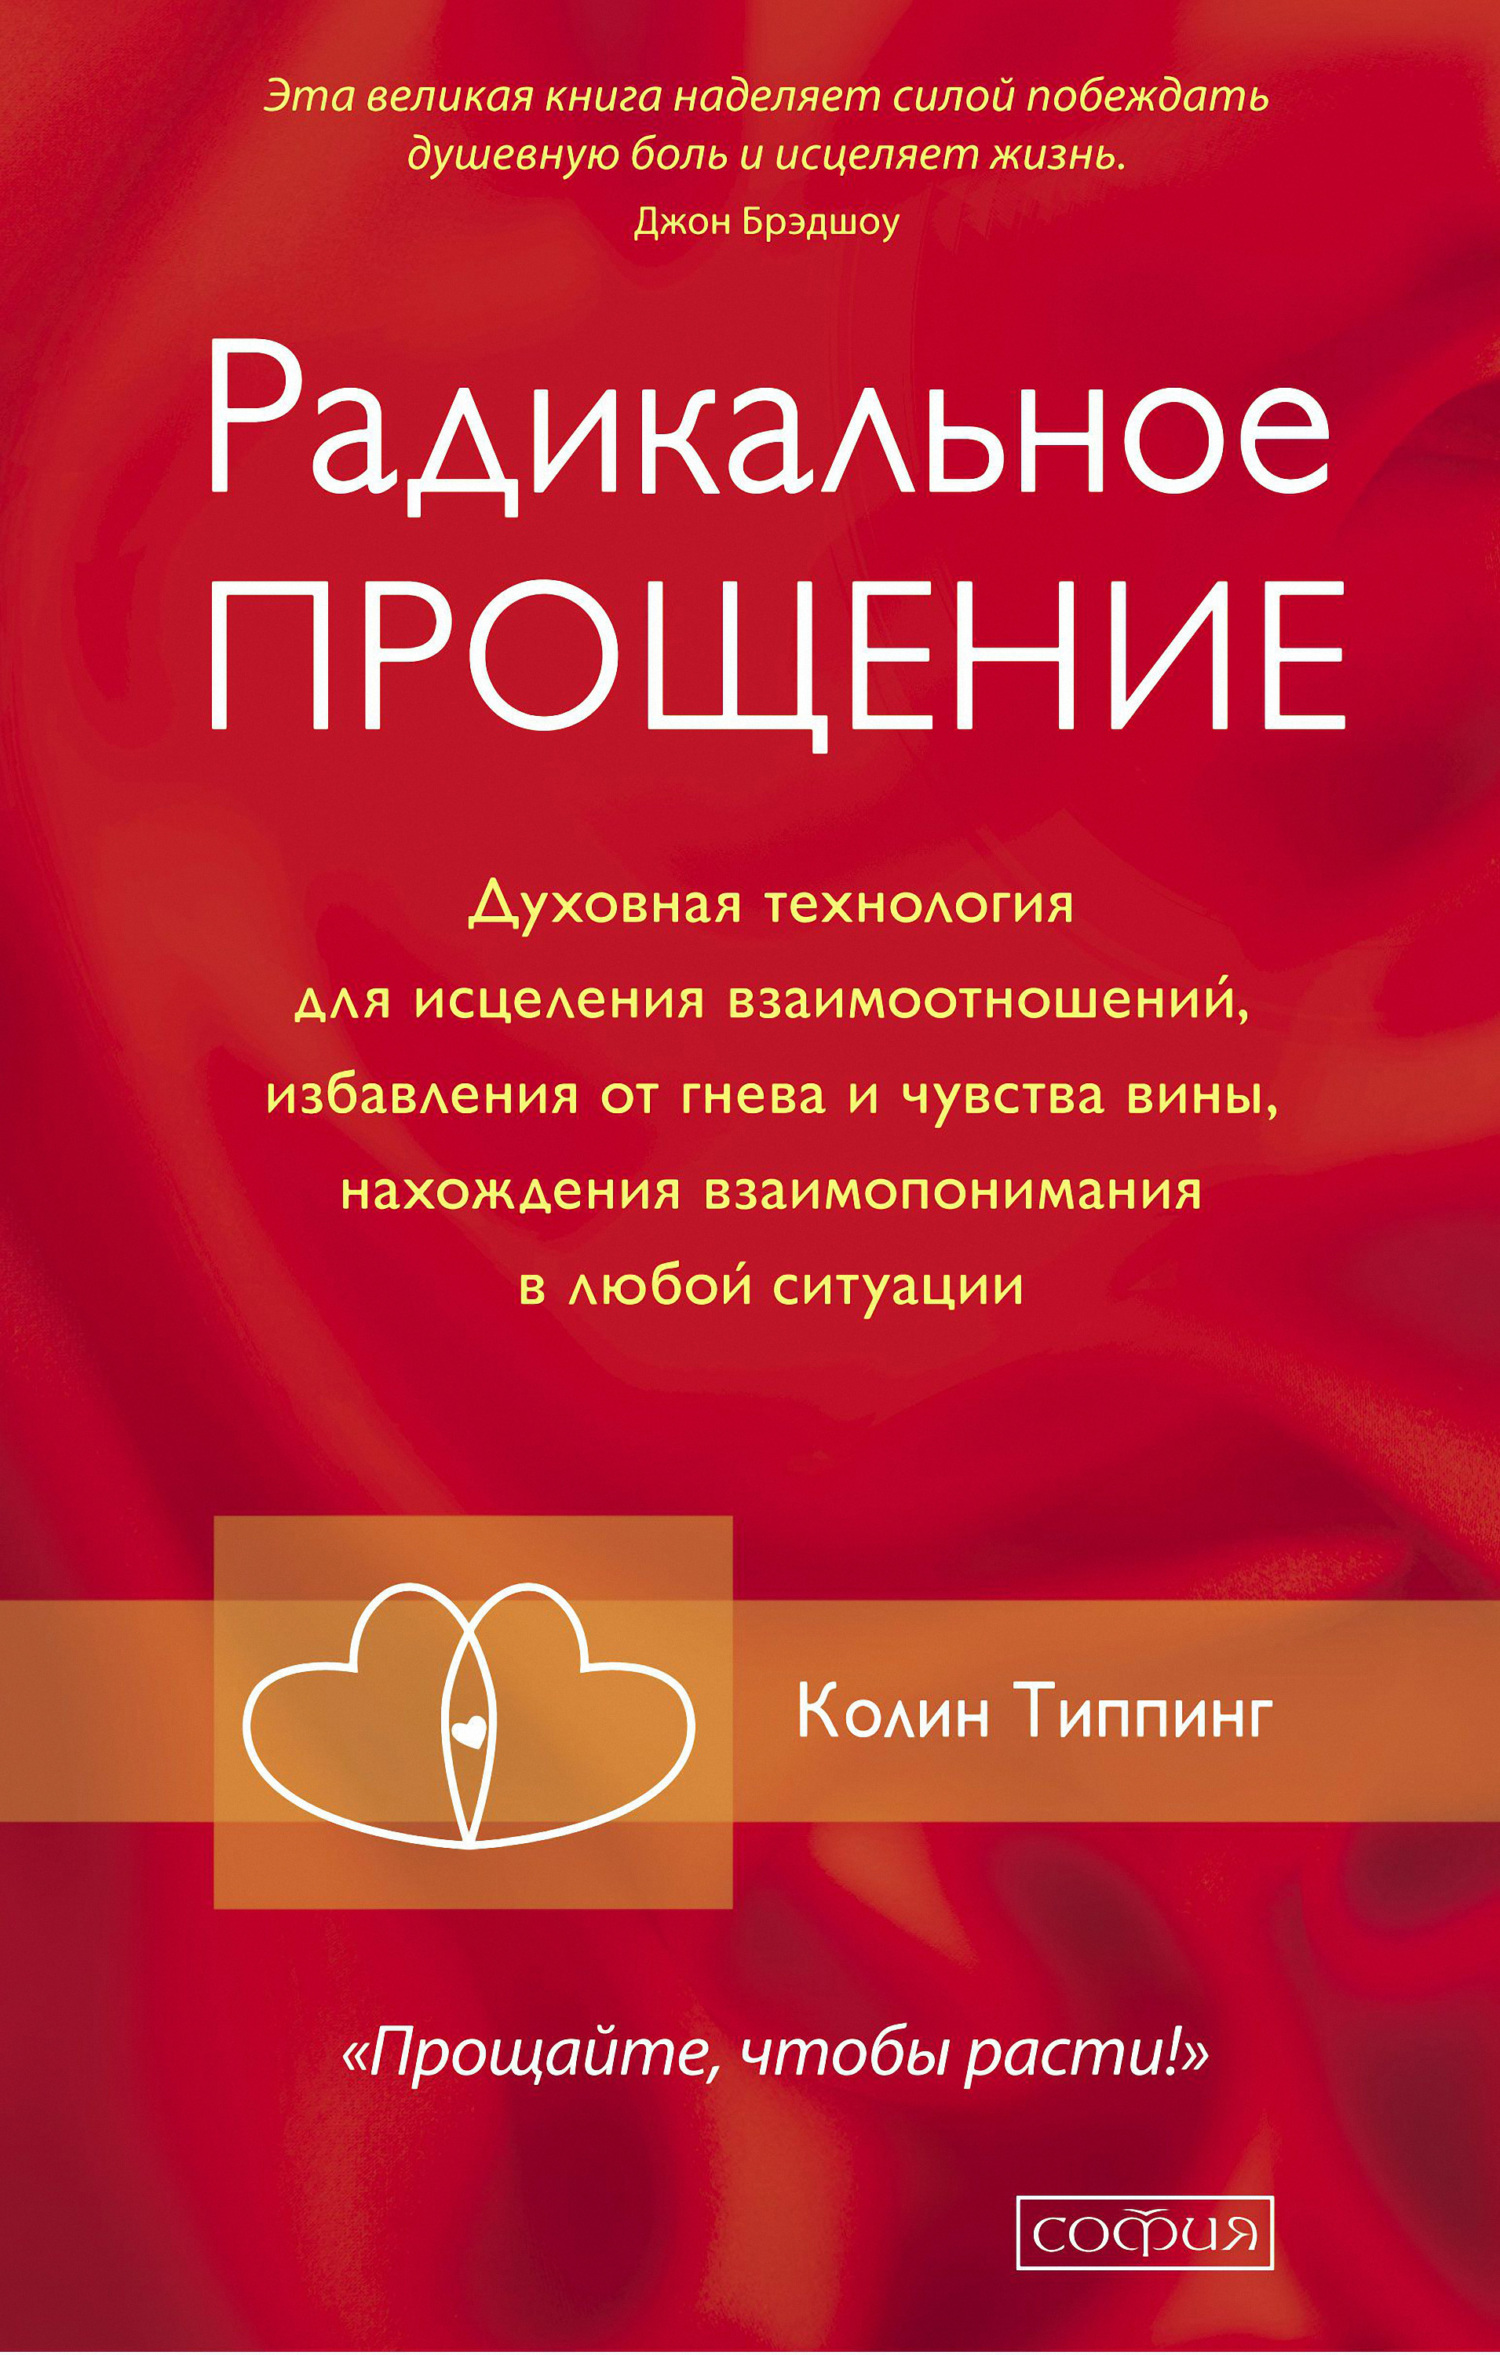 Эта великая книга наделяет силой побеждать
душевную боль и исцеляет жизнь.
Джон Брэдшоу
Радикальное
ПРОЩЕНИЕ
Духовная технология
для исцеления взаимоотношений,
избавления от гнева и чувства вины,
нахождения взаимопонимания
в любой ситуации
Колин Типпинг
«Прощайте, чтобы расти!»
СОФИЯ